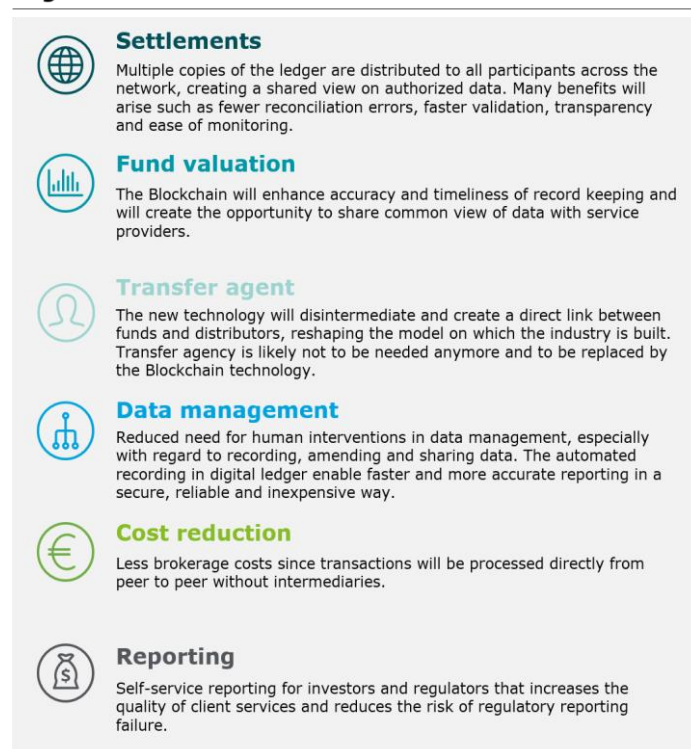 Settlements
Multiple copies of the ledger are distributed to all participants across the
network, creating a shared view on authorized data. Many benefits will
arise such as fewer reconciliation errors, faster validation, transparency
and ease of monitoring.
Fund valuation
The Blockchain will enhance accuracy and timeliness of record keeping and
will create the opportunity to share common view of data with service
providers.
Transfer agent
The new technology will disintermediate and create a direct link between
funds and distributors, reshaping the model on which the industry is built.
Transfer agency is likely not to be needed anymore and to be replaced by
the Blockchain technology.
Data management
Reduced need for human interventions in data management, especially
with regard to recording, amending and sharing data. The automated
recording in digital ledger enable faster and more accurate reporting in a
secure, reliable and inexpensive way.
€
Cost reduction
Less brokerage costs since transactions will be processed directly from
peer to peer without intermediaries.
$
Reporting
Self-service reporting for investors and regulators that increases the
quality of client services and reduces the risk of regulatory reporting
failure.